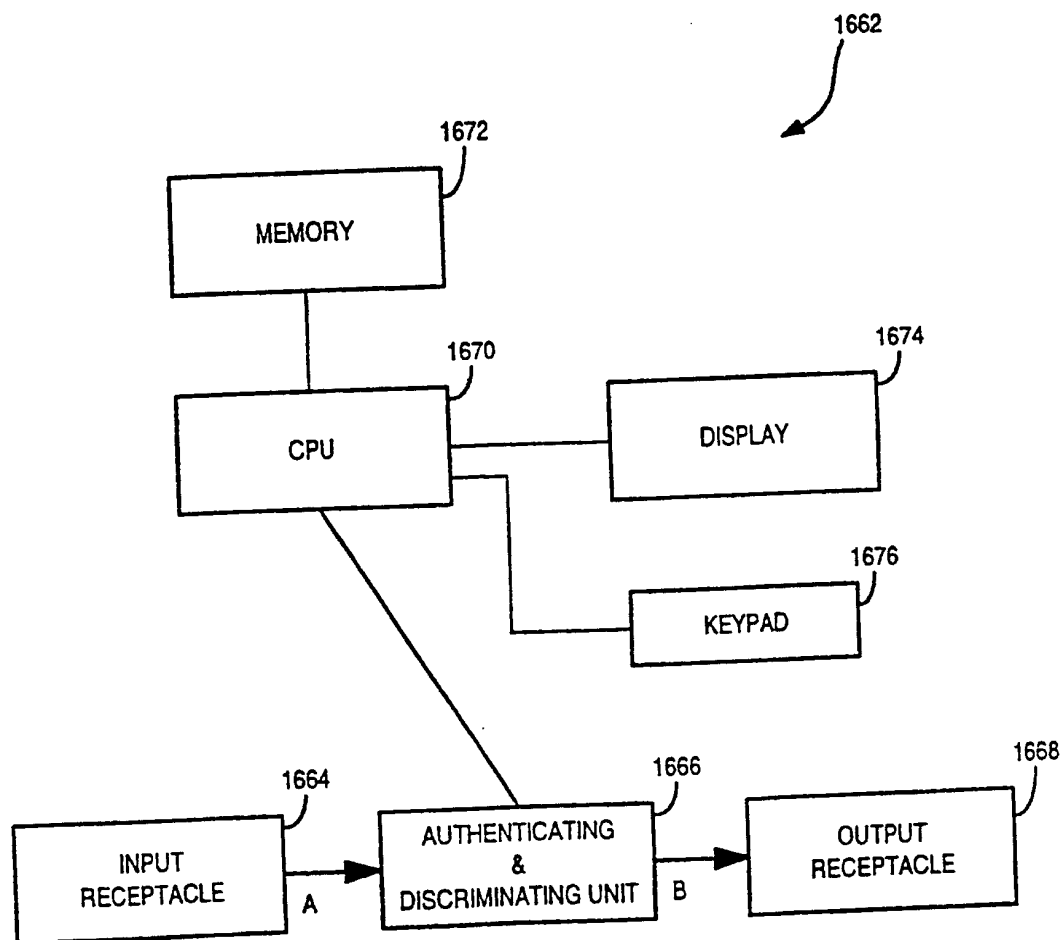 1662
1672
MEMORY
1670
CPU
1674
DISPLAY
1676
KEYPAD
1664
INPUT
RECEPTACLE
A
1666
AUTHENTICATING
&
DISCRIMINATING UNIT
B
1668
OUTPUT
RECEPTACLE